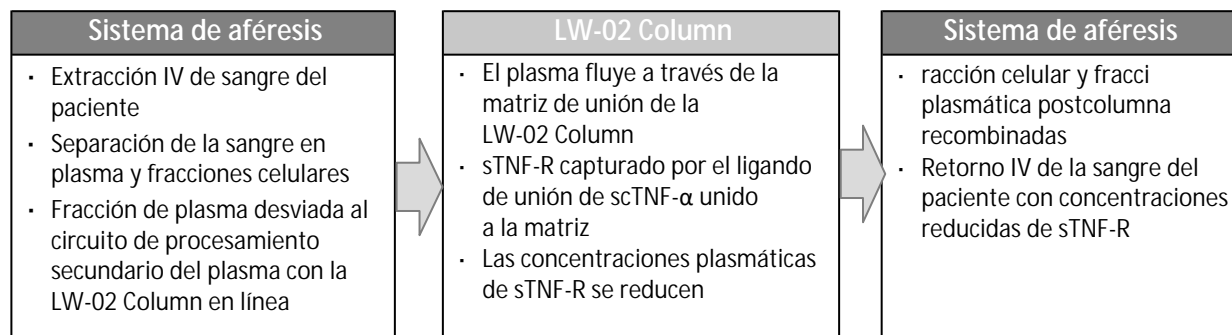 Sistema de aféresis
· Extracción IV de sangre del
paciente
· Separación de la sangre en
plasma y fracciones celulares
· Fracción de plasma desviada al
circuito de procesamiento
secundario del plasma con la
LW-02 Column en línea
LW-02 Column
· El plasma fluye a través de la
matriz de unión de la
LW-02 Column
· sTNF-R capturado por el ligando
de unión de scTNF-α unido
a la matriz
· Las concentraciones plasmáticas
de sTNF-R se reducen
Sistema de aféresis
· racción celular y fracci
plasmática postcolumna
recombinadas
· Retorno IV de la sangre del
paciente con concentraciones
reducidas de sTNF-R